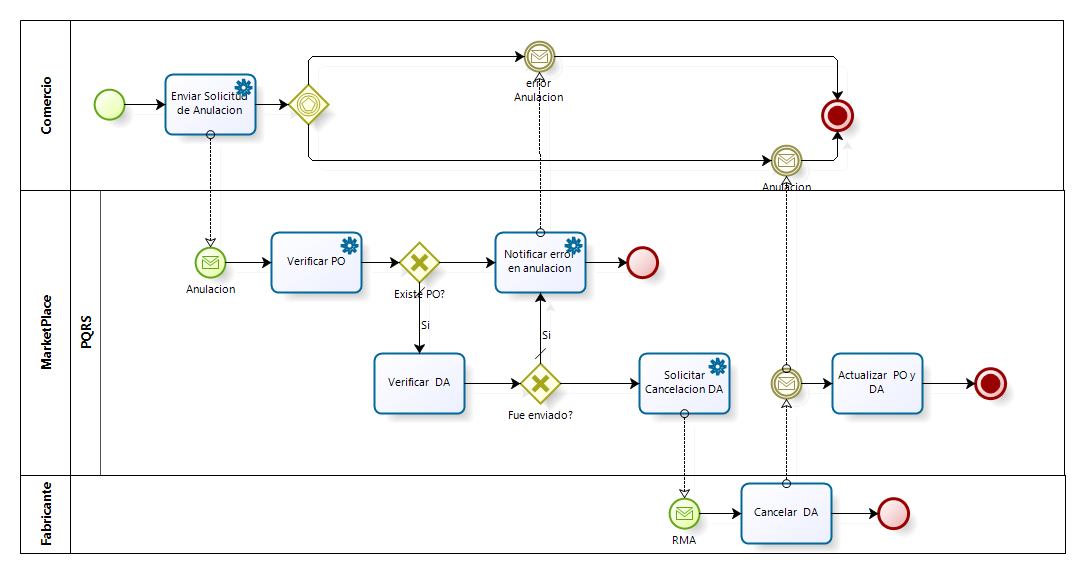 Comercio
Enviar Solicitud
de Anulacion
error
Anulacion
Anulacion
MarketPlace
PQRS
Anulacion
Verificar PO
Existe PO?
Notificar error
en anulacion
Si
Si
Verificar DA
Fue enviado?
Solicitar
Cancelacion DA
Actualizar PO y
DA
Fabricante
RMA
Cancelar DA